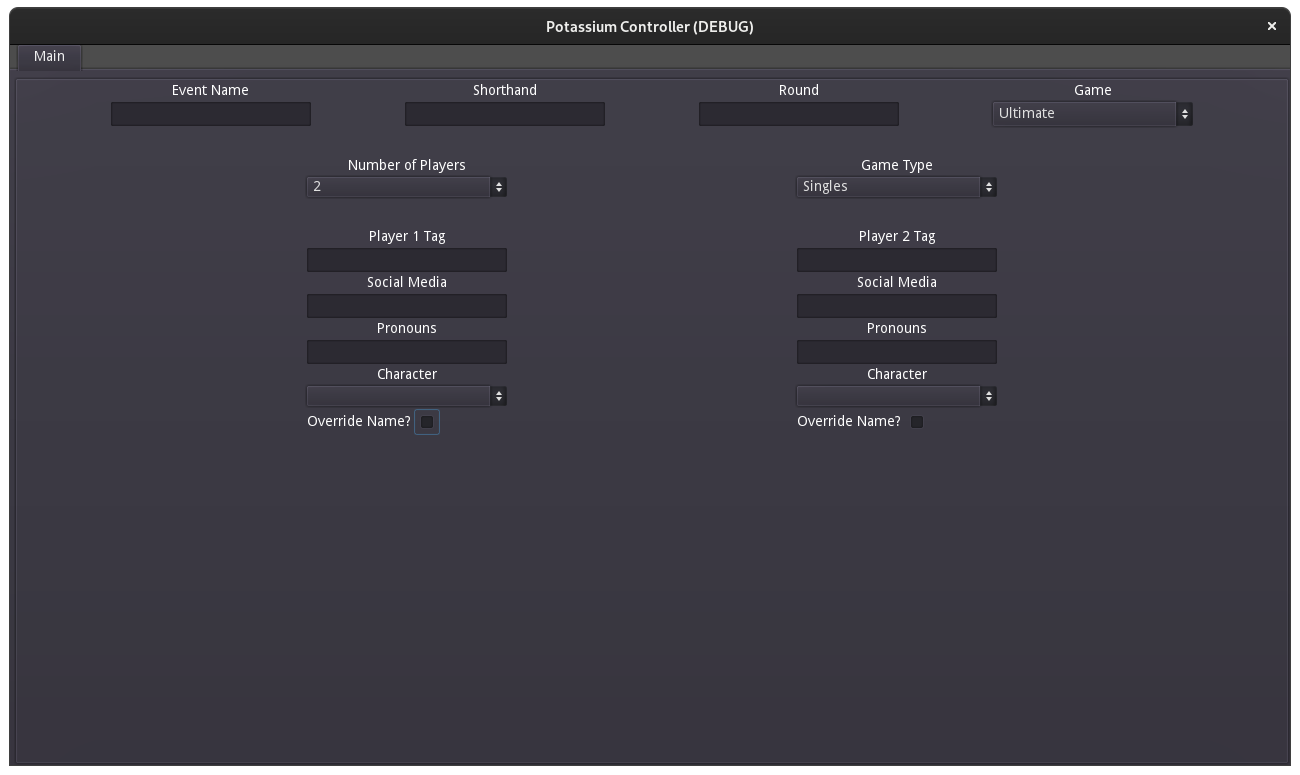 Potassium Controller (DEBUG)
Main
Event Name Shorthand Round Game
Ultimate
Number of Players Game Type
2 Singles
Player 1 Tag Player 2 Tag
Social Media Social Media
Pronouns Pronouns
Character Character
Override Name? Override Name?